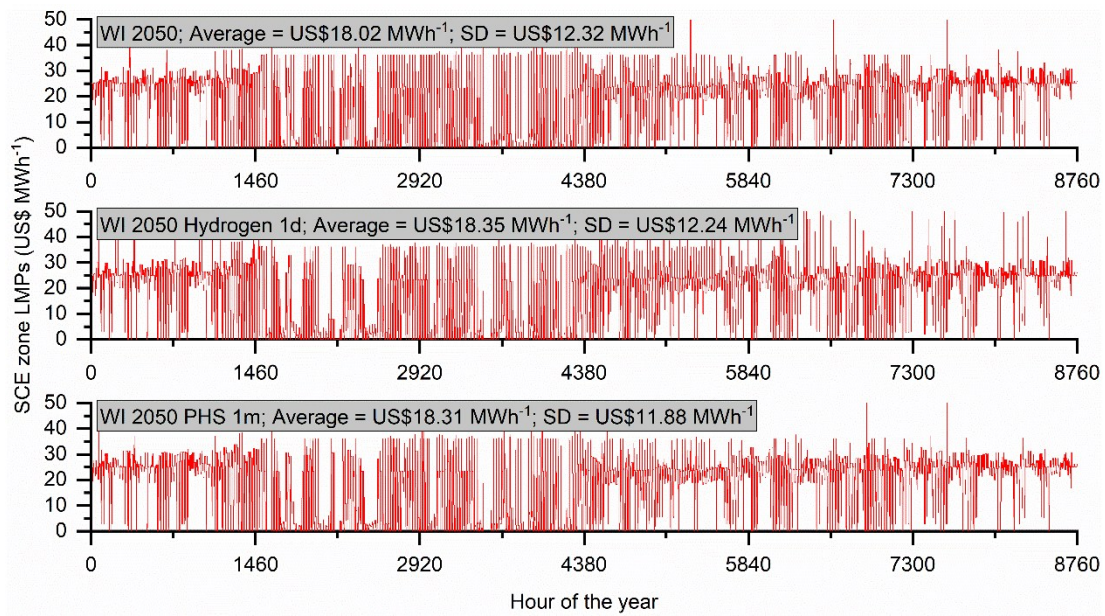 SCE zone LMPs (US$ MWh⁻¹)
WI 2050; Average = US$18.02 MWh⁻¹; SD = US$12.32 MWh⁻¹
50
40
30
20
10
0
0 1460 2920 4380 5840 7300 8760
WI 2050 Hydrogen 1d; Average = US$18.35 MWh⁻¹; SD = US$12.24 MWh⁻¹
50
40
30
20
10
0
0 1460 2920 4380 5840 7300 8760
WI 2050 PHS 1m; Average = US$18.31 MWh⁻¹; SD = US$11.88 MWh⁻¹
50
40
30
20
10
0
0 1460 2920 4380 5840 7300 8760
Hour of the year